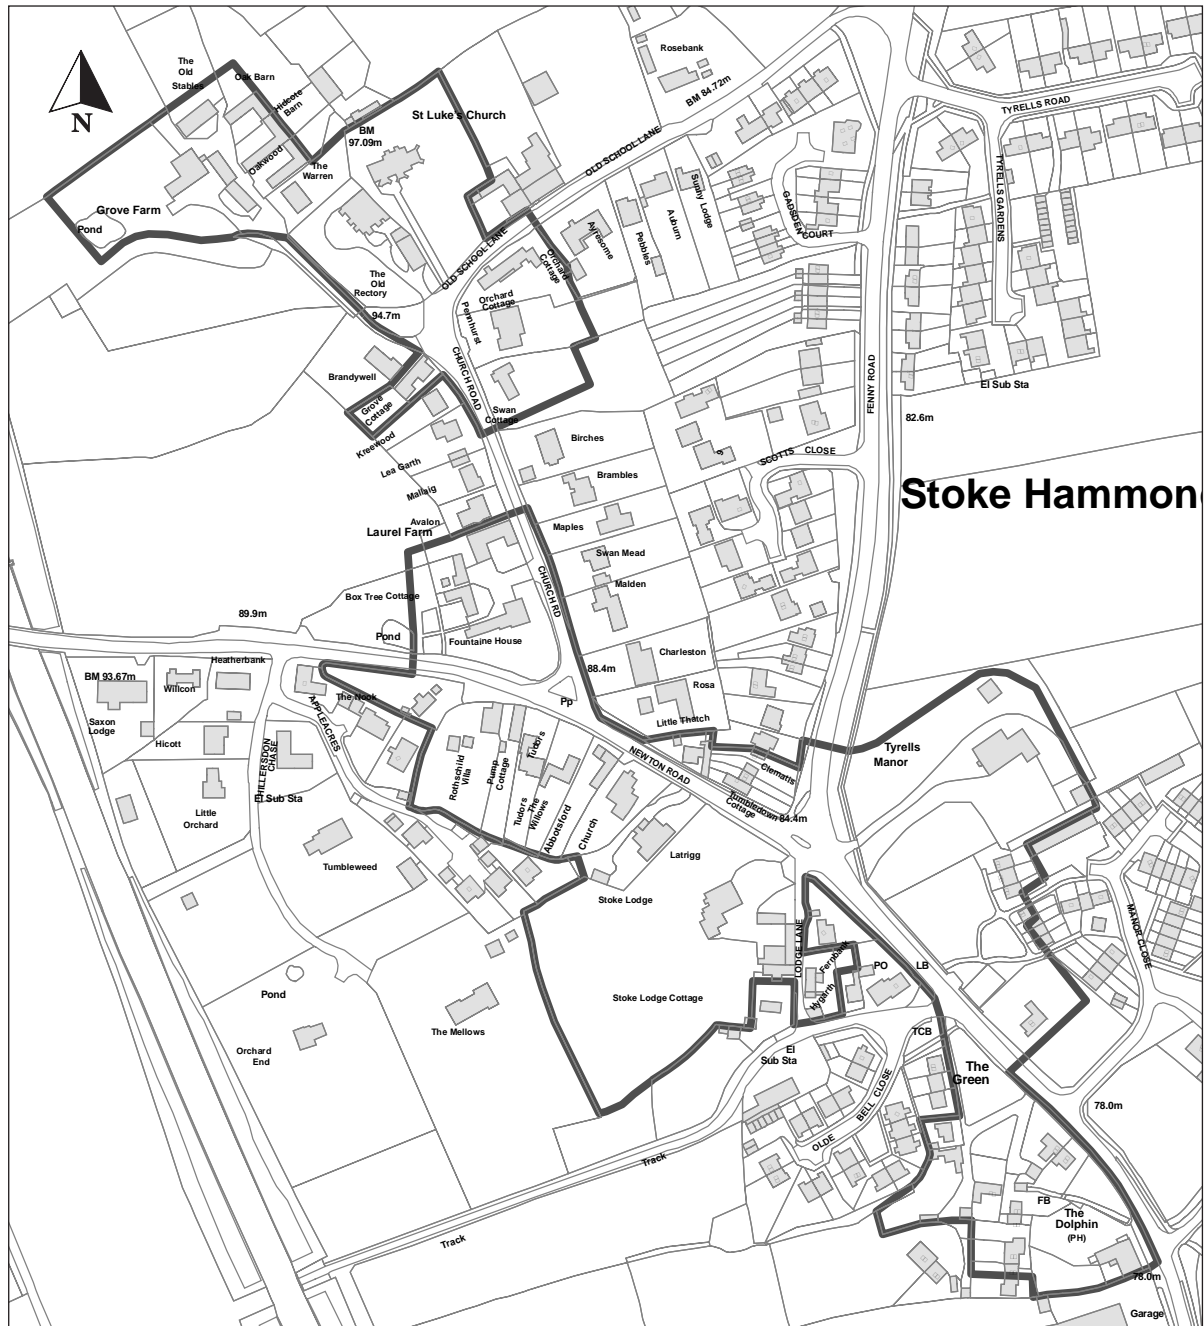 Rosebank
The
Old
Stables
Oak Barn
Hidcote
Barn
N
BM
97.09m
St Luke's Church
BM 84.72m
TYRELLS ROAD
Oakwood
The
Warren
OLD SCHOOL LANE
TYRELLS GARDENS
Sunny Lodge
GADSDEN
COURT
Grove Farm
Pond
Auburn
Pebbles
Ayresome
Orchard
Cottage
OLD SCHOOL LANE
The
Old
Rectory
94.7m
Orchard
Cottage
Pennhurst
CHURCH ROAD
FENNY ROAD
El Sub Sta
Brandywell
Grove
Cottage
Swan
Cottage
82.6m
Kreewood
Birches
Lea Garth
Brambles
SCOTTS CLOSE
9
Mallaig
Stoke Hammond
Avalon
Laurel Farm
Maples
Swan Mead
Malden
CHURCH RD
Box Tree Cottage
89.9m
Pond
Fountaine House
Charleston
Heatherbank
BM 93.67m
Willcon
88.4m
Rosa
The Nook
Pp
Little Thatch
Saxon
Lodge
Hicott
APPLEACRES
HILLERSDON
CHASE
Tudors
NEWTON ROAD
Tyrells
Manor
Rothschild
Villa
Pump
Cottage
Clematis
El Sub Sta
Little
Orchard
Tudors
The
Willows
Abbotsford
Church
Tumbledown
Cottage
84.4m
Tumbleweed
Latrigg
Stoke Lodge
MANOR CLOSE
LODGE LANE
Fernbank
PO
LB
Pond
Stoke Lodge Cottage
Hygarth
The Mellows
Orchard
End
TCB
El
Sub Sta
The
Green
BELL CLOSE
OLDE
78.0m
Track
FB
The
Dolphin
(PH)
Track
78.0m
Garage